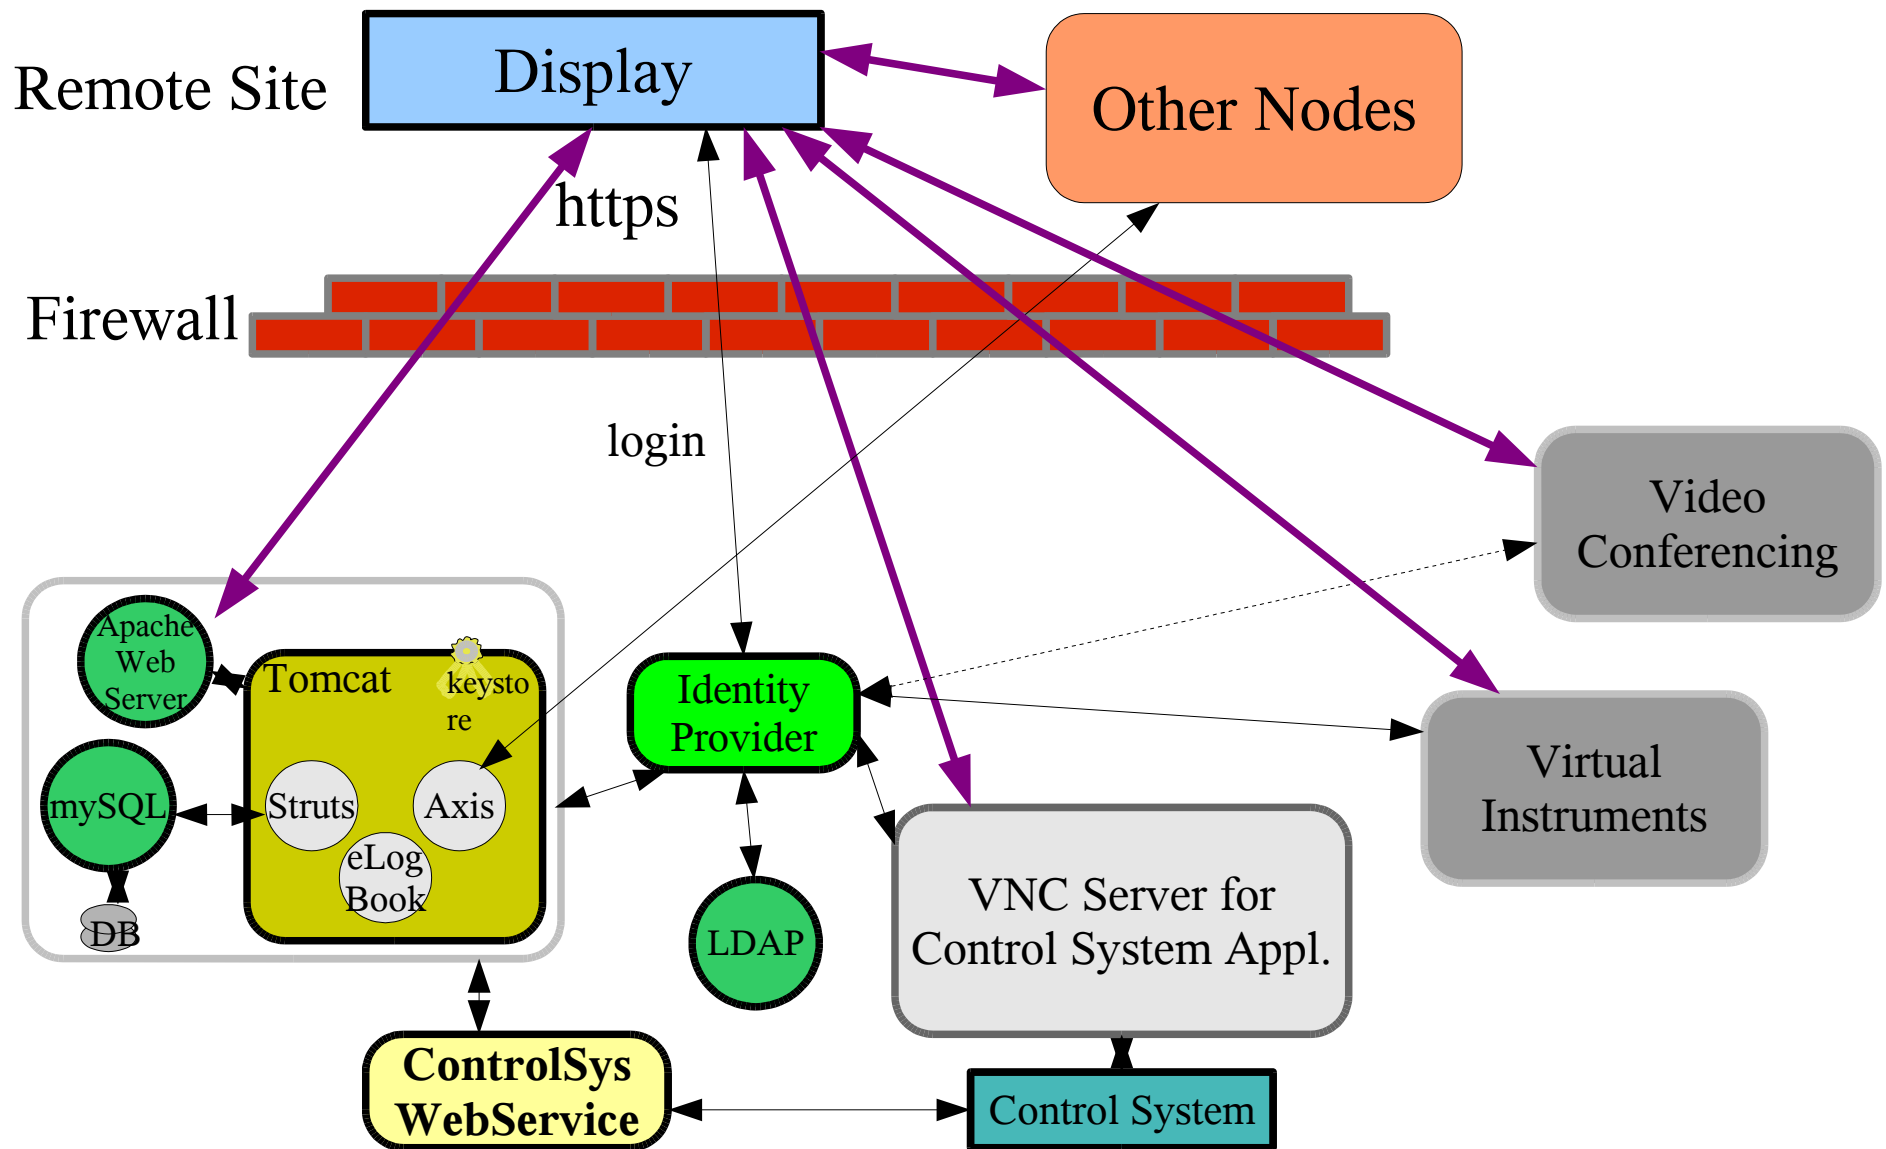 Display
Remote Site
Other Nodes
https
Firewall
login
Video
Conferencing
Apache
Web
Server
Tomcat
keysto
re
Identity
Provider
Virtual
Instruments
mySQL
Struts
Axis
eLog
Book
DB
LDAP
VNC Server for
Control System Appl.
ControlSys
WebService
Control System